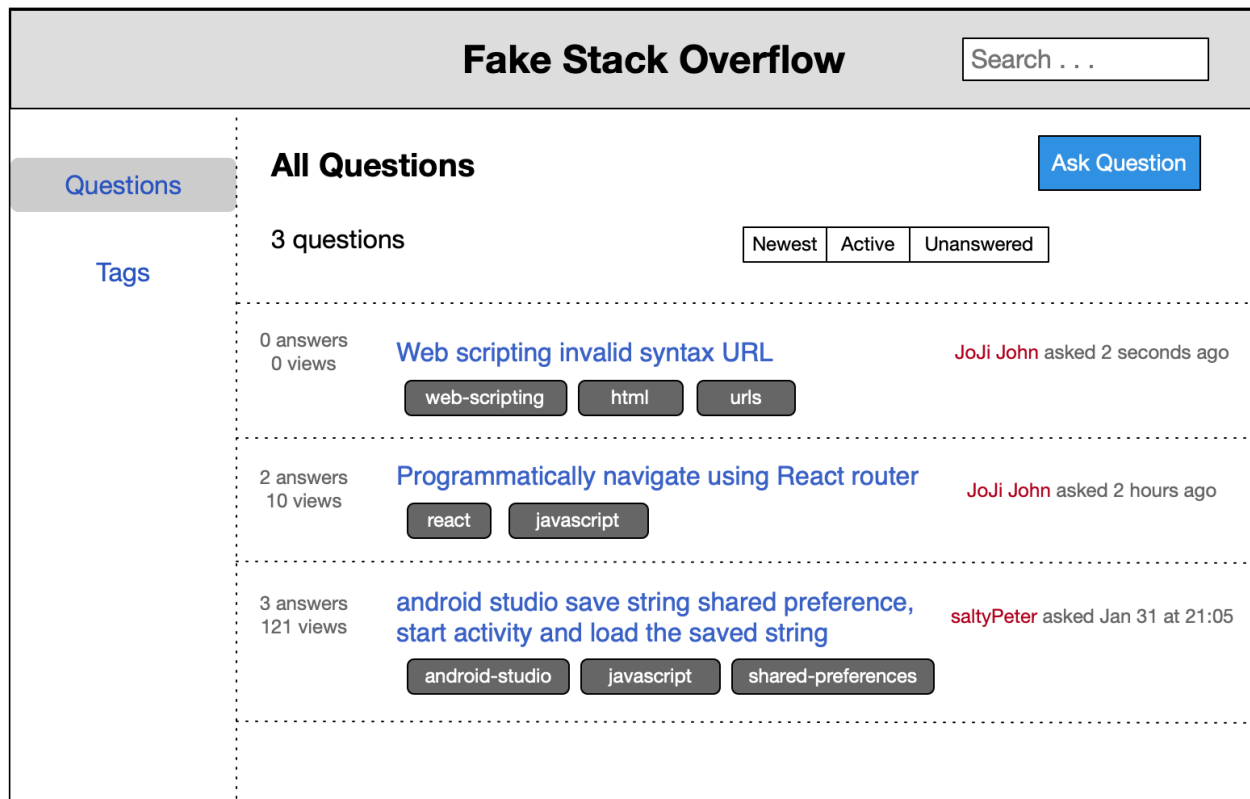 Fake Stack Overflow
Search . . .
Questions
Tags
All Questions
Ask Question
3 questions
Newest Active Unanswered
0 answers
0 views
Web scripting invalid syntax URL
JoJi John asked 2 seconds ago
web-scripting html urls
2 answers
10 views
Programmatically navigate using React router
JoJi John asked 2 hours ago
react javascript
3 answers
121 views
android studio save string shared preference,
start activity and load the saved string
saltyPeter asked Jan 31 at 21:05
android-studio javascript shared-preferences